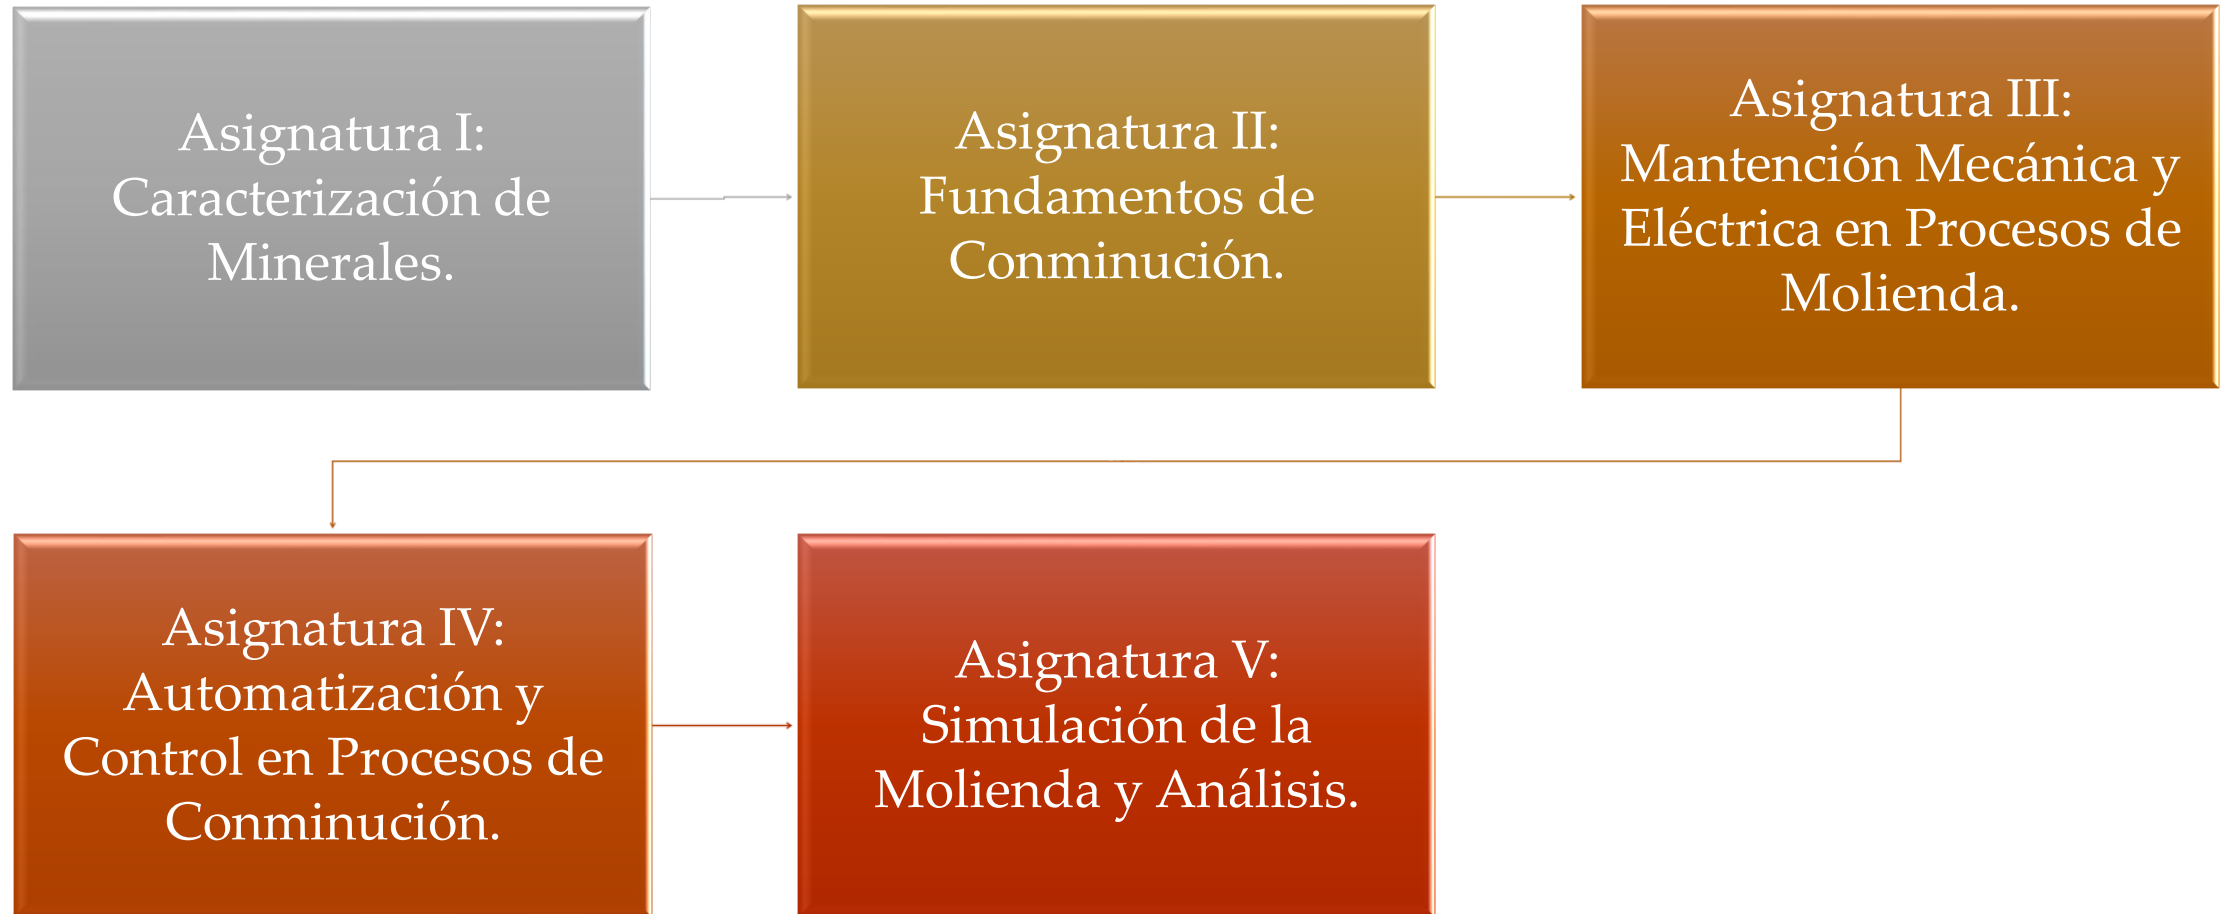 Asignatura I:
Caracterización de
Minerales.
Asignatura II:
Fundamentos de
Conminución.
Asignatura III:
Mantención Mecánica y
Eléctrica en Procesos de
Molienda.
Asignatura IV:
Automatización y
Control en Procesos de
Conminución.
Asignatura V:
Simulación de la
Molienda y Análisis.